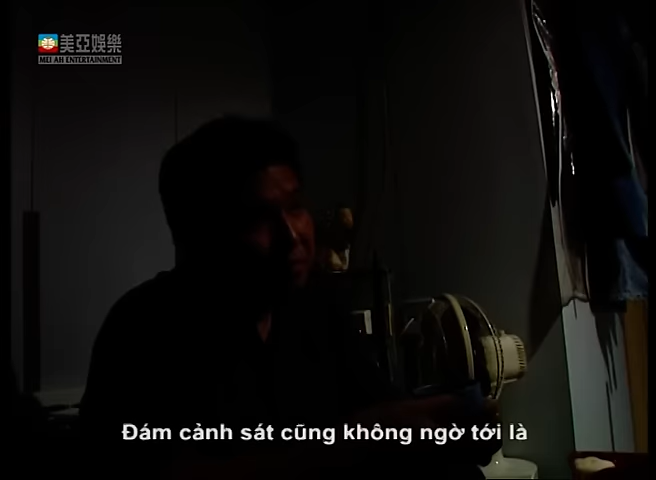 美亞娛樂
MEI AH ENTERTAINMENT
Đám cảnh sát cũng không ngờ tới là